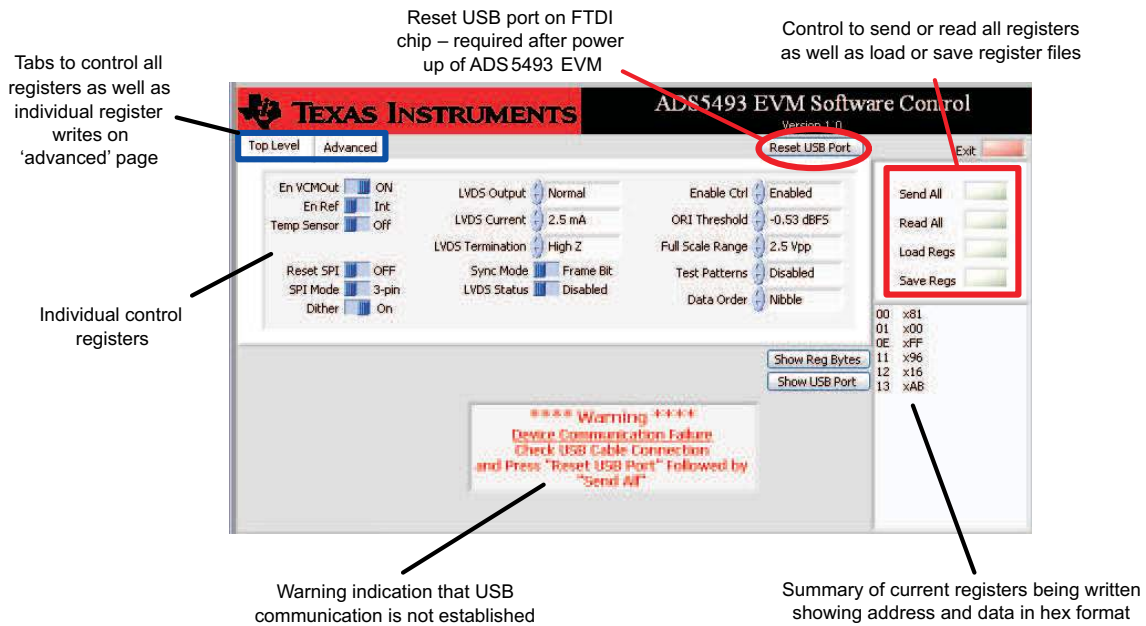 Reset USB port on FTDI
chip – required after power
up of ADS5493 EVM
Control to send or read all registers
as well as load or save register files
Tabs to control all
registers as well as
individual register
writes on
‘advanced’ page
TEXAS INSTRUMENTS
ADS5493 EVM Software Control
Version 1.0
Top Level
Advanced
Reset USB Port
Exit
En VCMOut ON
En Ref Int
Temp Sensor Off
Reset SPI OFF
SPI Mode 3-pin
Dither On
LVDS Output Normal
LVDS Current 2.5 mA
LVDS Termination High Z
Sync Mode Frame Bit
LVDS Status Disabled
Enable Ctrl Enabled
ORI Threshold -0.53 dBFS
Full Scale Range 2.5 Vpp
Test Patterns Disabled
Data Order Nibble
Send All
Read All
Load Regs
Save Regs
Individual control
registers
00 x81
01 x00
0E xFF
11 x96
12 x16
13 xAB
Show Reg Bytes
Show USB Port
**** Warning ****
Device Communication Failure
Check USB Cable Connection
and Press "Reset USB Port" Followed by
"Send All"
Warning indication that USB
communication is not established
Summary of current registers being written
showing address and data in hex format